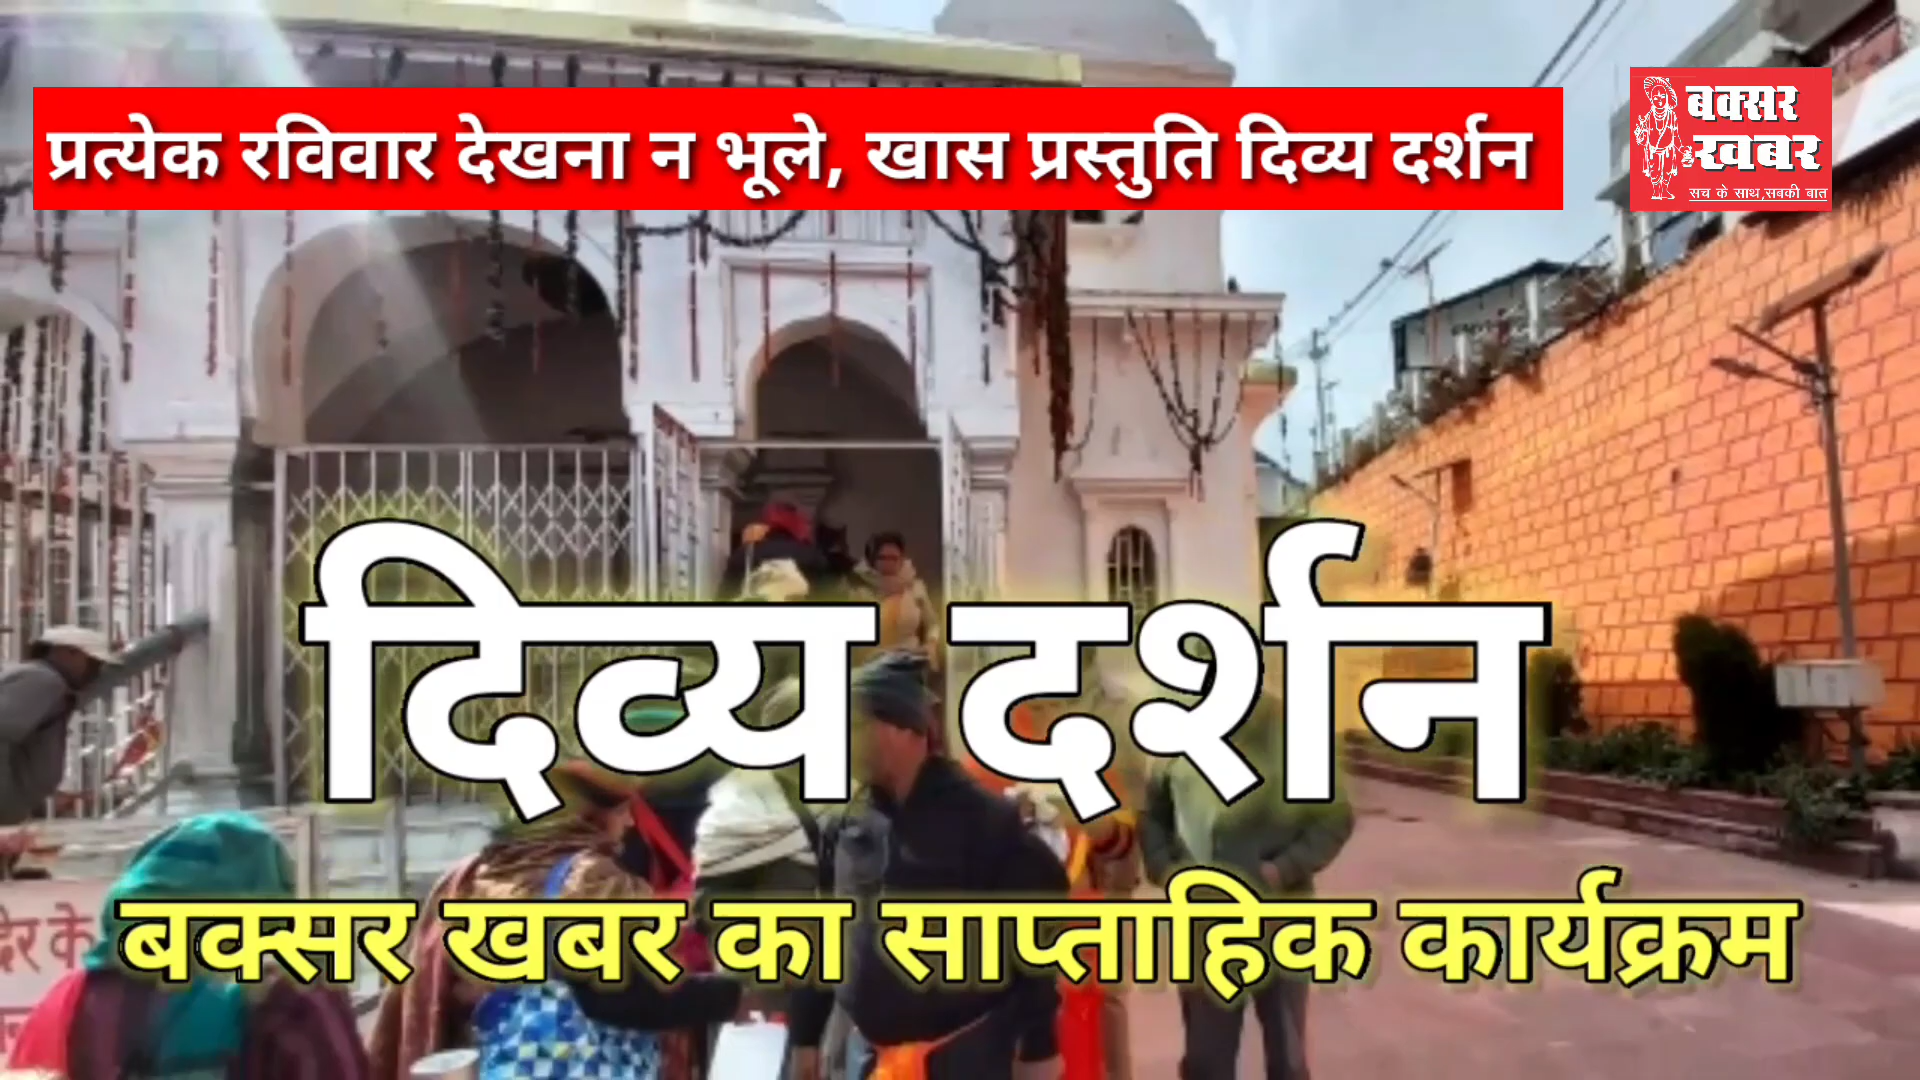 प्रत्येक रविवार देखना न भूले, खास प्रस्तुति दिव्य दर्शन
बक्सर
खबर
सच के साथ,सबकी बात
दिव्य दर्शन
बक्सर खबर का साप्ताहिक कार्यक्रम